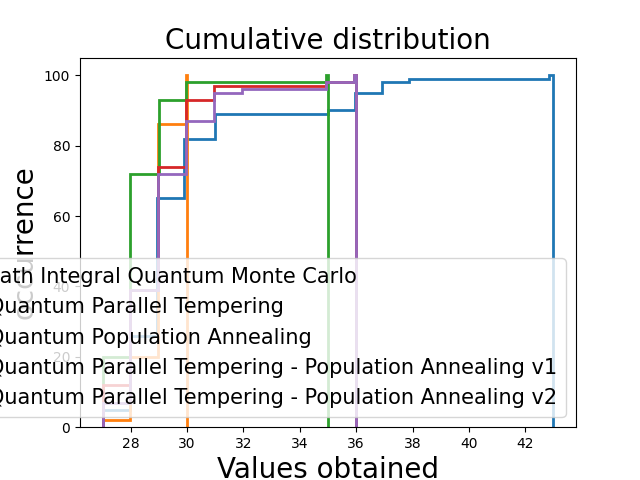 Cumulative distribution
100
80
60
40
20
0
occurrence
ath Integral Quantum Monte Carlo
Quantum Parallel Tempering
Quantum Population Annealing
Quantum Parallel Tempering - Population Annealing v1
Quantum Parallel Tempering - Population Annealing v2
28 30 32 34 36 38 40 42
Values obtained